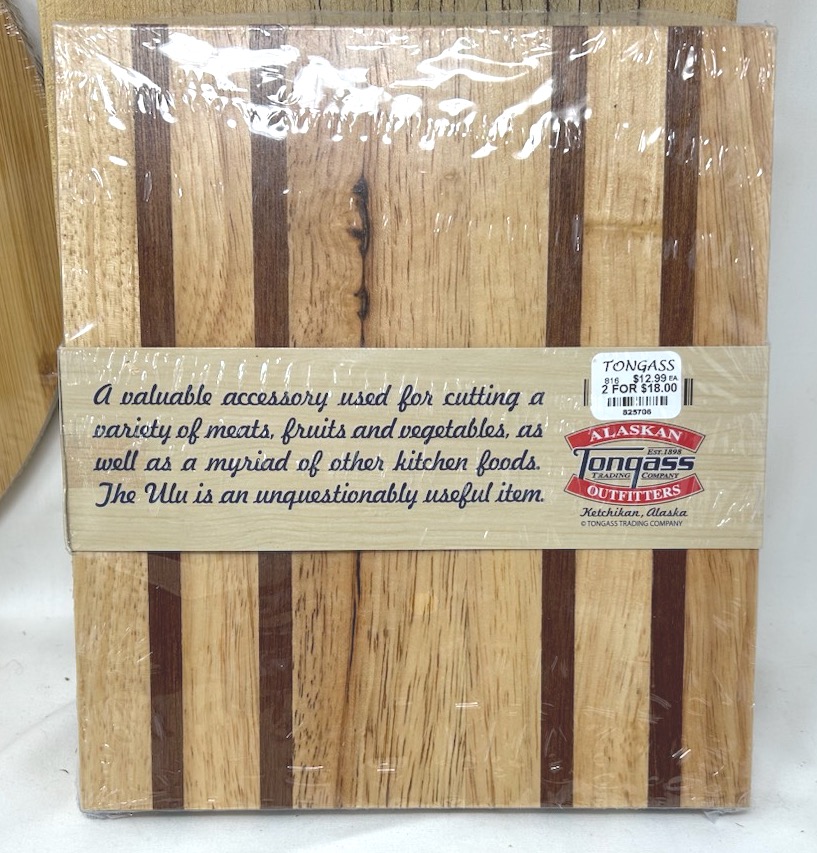 A valuable accessory used for cutting a
variety of meats, fruits and vegetables, as
well as a myriad of other kitchen foods.
The Ulu is an unquestionably useful item.
TONGASS
816 $12.99 EA
2 FOR $18.00
825706
ALASKAN
EST. 1898
Tongass
TRADING COMPANY
OUTFITTERS
Ketchikan, Alaska
© TONGASS TRADING COMPANY